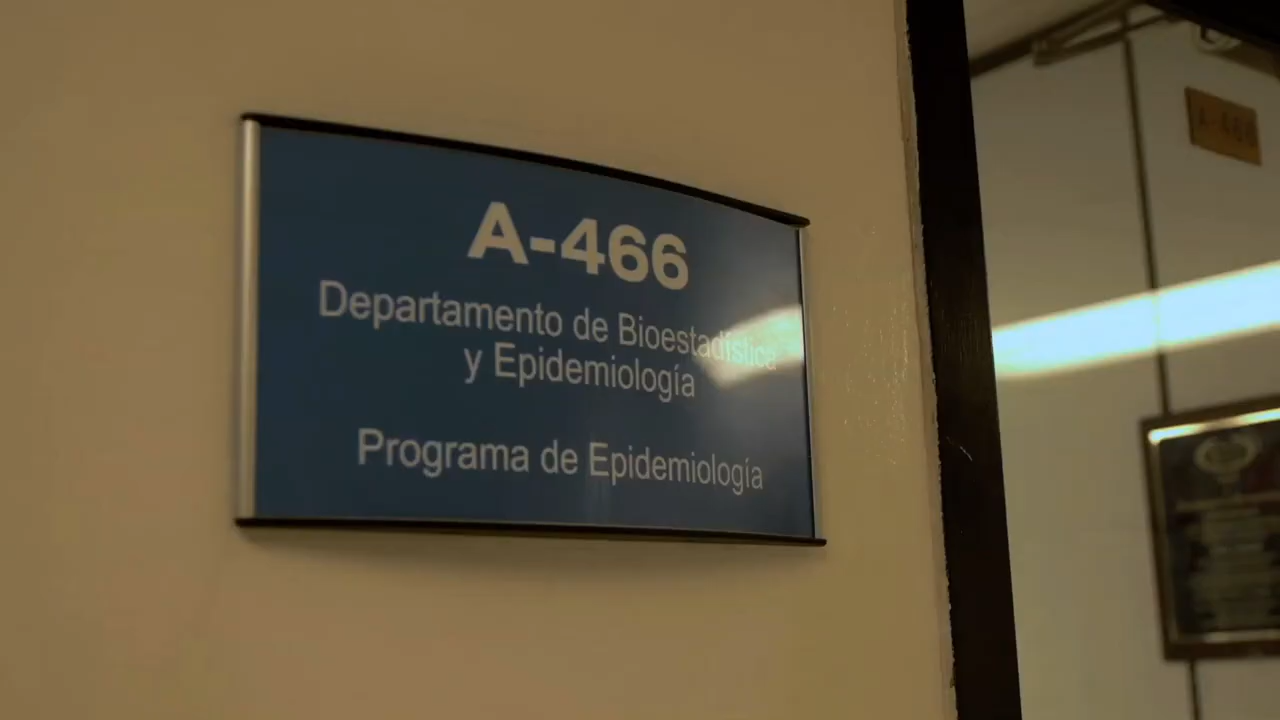 A-466
Departamento de Bioestadística
y Epidemiología
Programa de Epidemiología